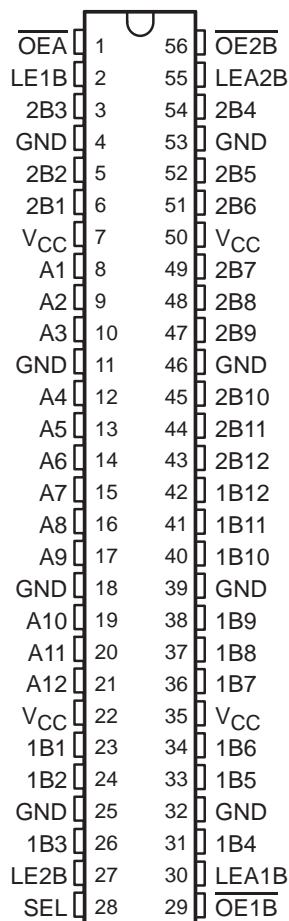 O̅E̅A̅ 1 56 O̅E̅2̅B̅
LE1B 2 55 LEA2B
2B3 3 54 2B4
GND 4 53 GND
2B2 5 52 2B5
2B1 6 51 2B6
VCC 7 50 VCC
A1 8 49 2B7
A2 9 48 2B8
A3 10 47 2B9
GND 11 46 GND
A4 12 45 2B10
A5 13 44 2B11
A6 14 43 2B12
A7 15 42 1B12
A8 16 41 1B11
A9 17 40 1B10
GND 18 39 GND
A10 19 38 1B9
A11 20 37 1B8
A12 21 36 1B7
VCC 22 35 VCC
1B1 23 34 1B6
1B2 24 33 1B5
GND 25 32 GND
1B3 26 31 1B4
LE2B 27 30 LEA1B
SEL 28 29 O̅E̅1̅B̅